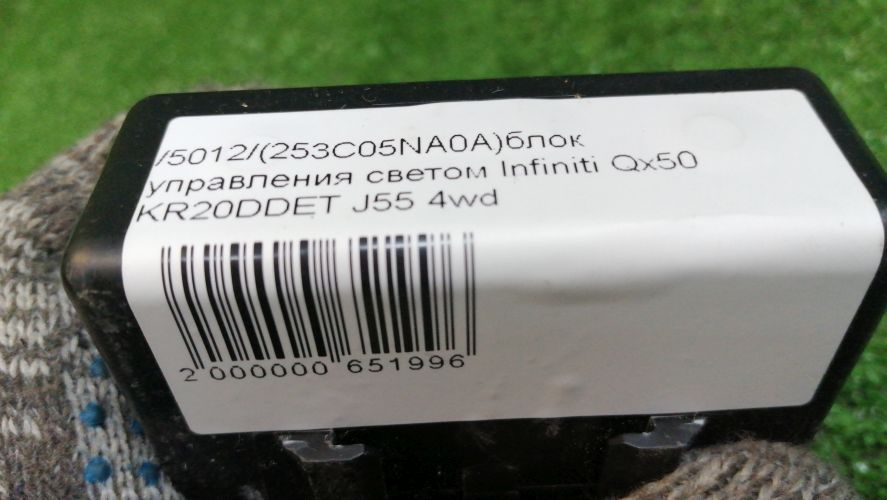 /5012/(253C05NA0A)блок
управления светом Infiniti Qx50
KR20DDET J55 4wd
2 000000 651996